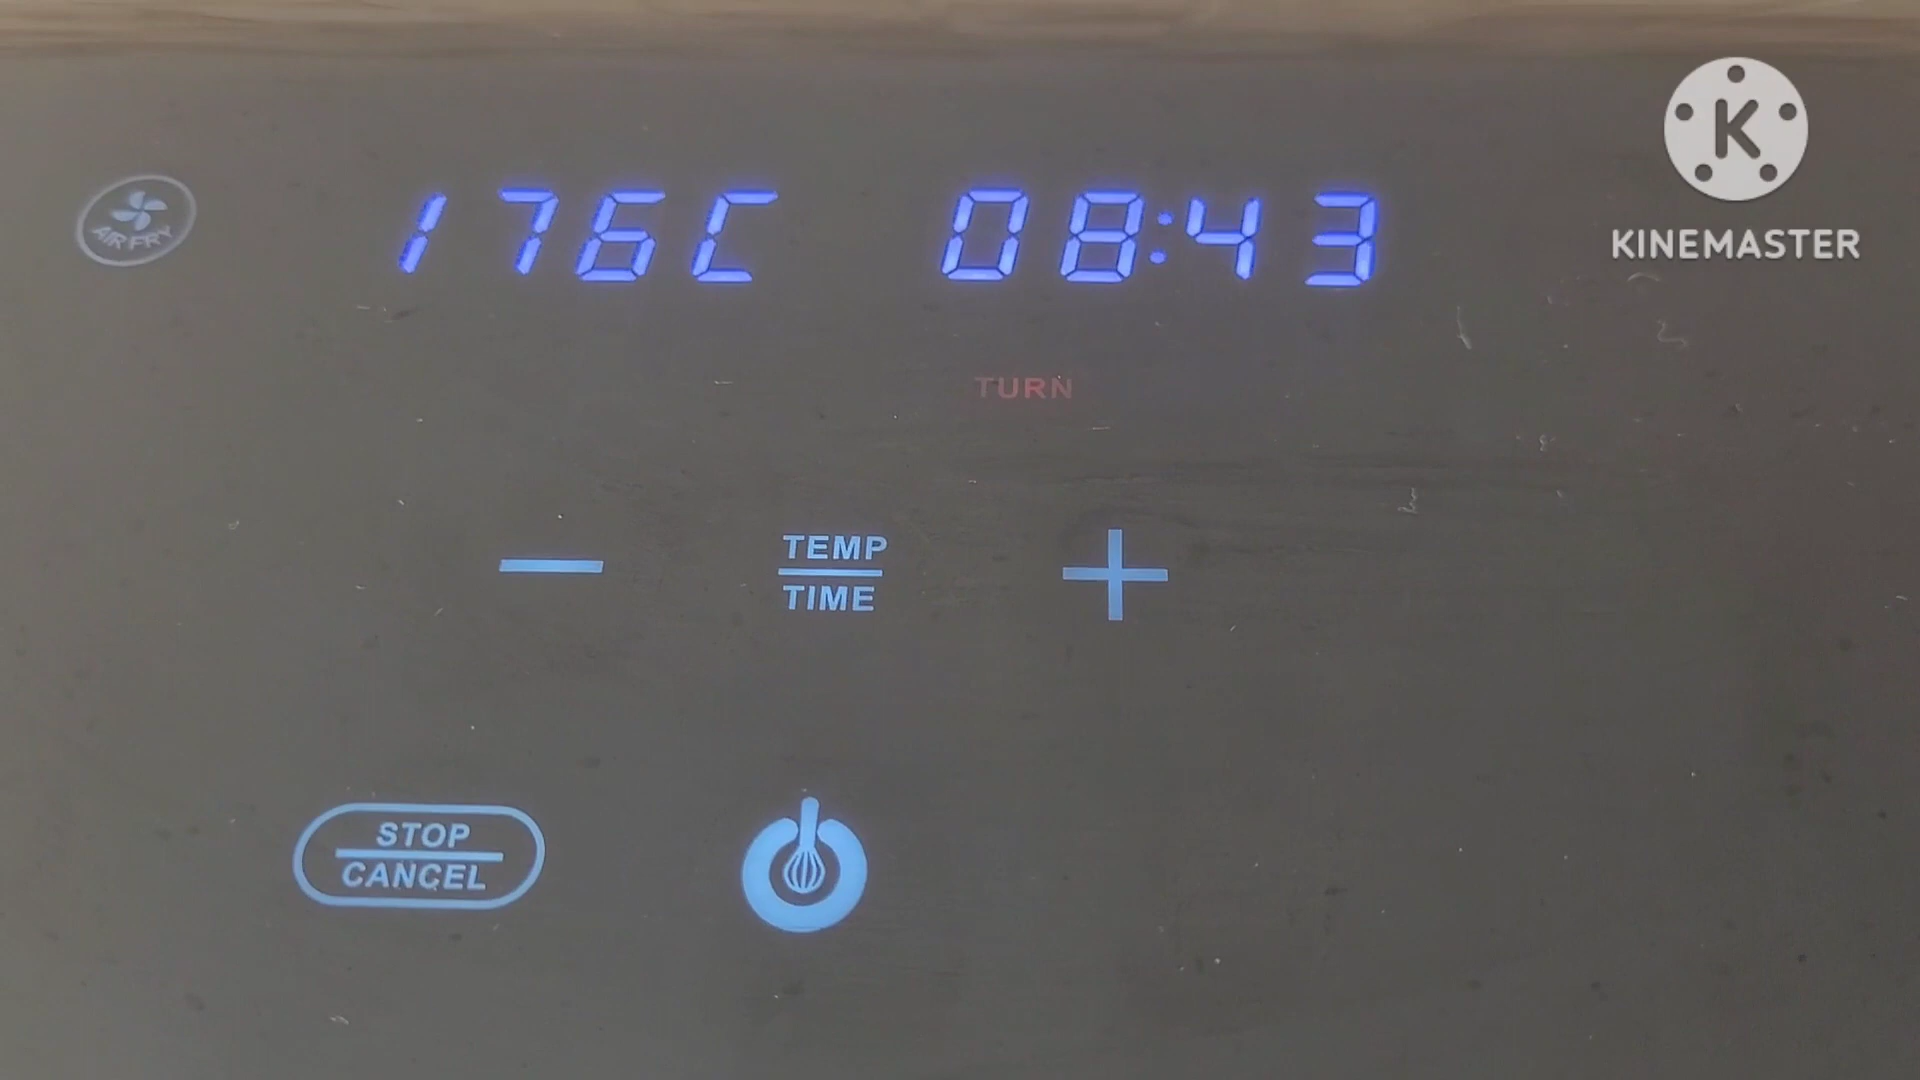 AIR FRY
176C 08:43
K
KINEMASTER
TURN
TEMP
TIME
STOP
CANCEL